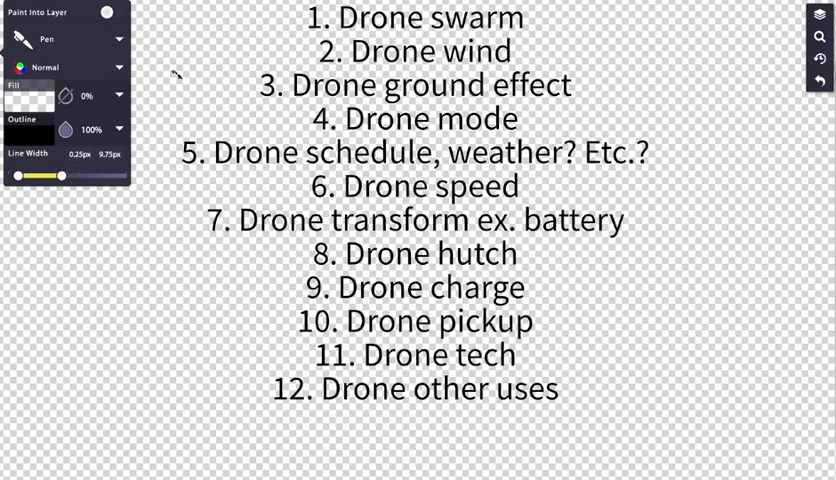 Paint Into Layer
Pen
Normal
Fill
0%
Outline
100%
Line Width 0.25px 9.75px
1. Drone swarm
2. Drone wind
3. Drone ground effect
4. Drone mode
5. Drone schedule, weather? Etc.?
6. Drone speed
7. Drone transform ex. battery
8. Drone hutch
9. Drone charge
10. Drone pickup
11. Drone tech
12. Drone other uses